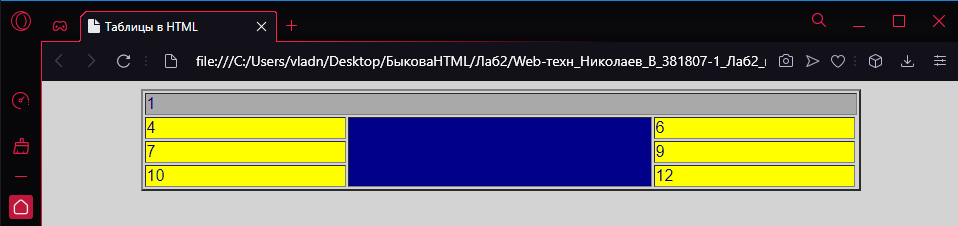 Таблицы в HTML
file:///C:/Users/vladn/Desktop/БыковаHTML/Лаб2/Web-техн_Николаев_В_381807-1_Лаб2_
1
4 6
7 9
10 12